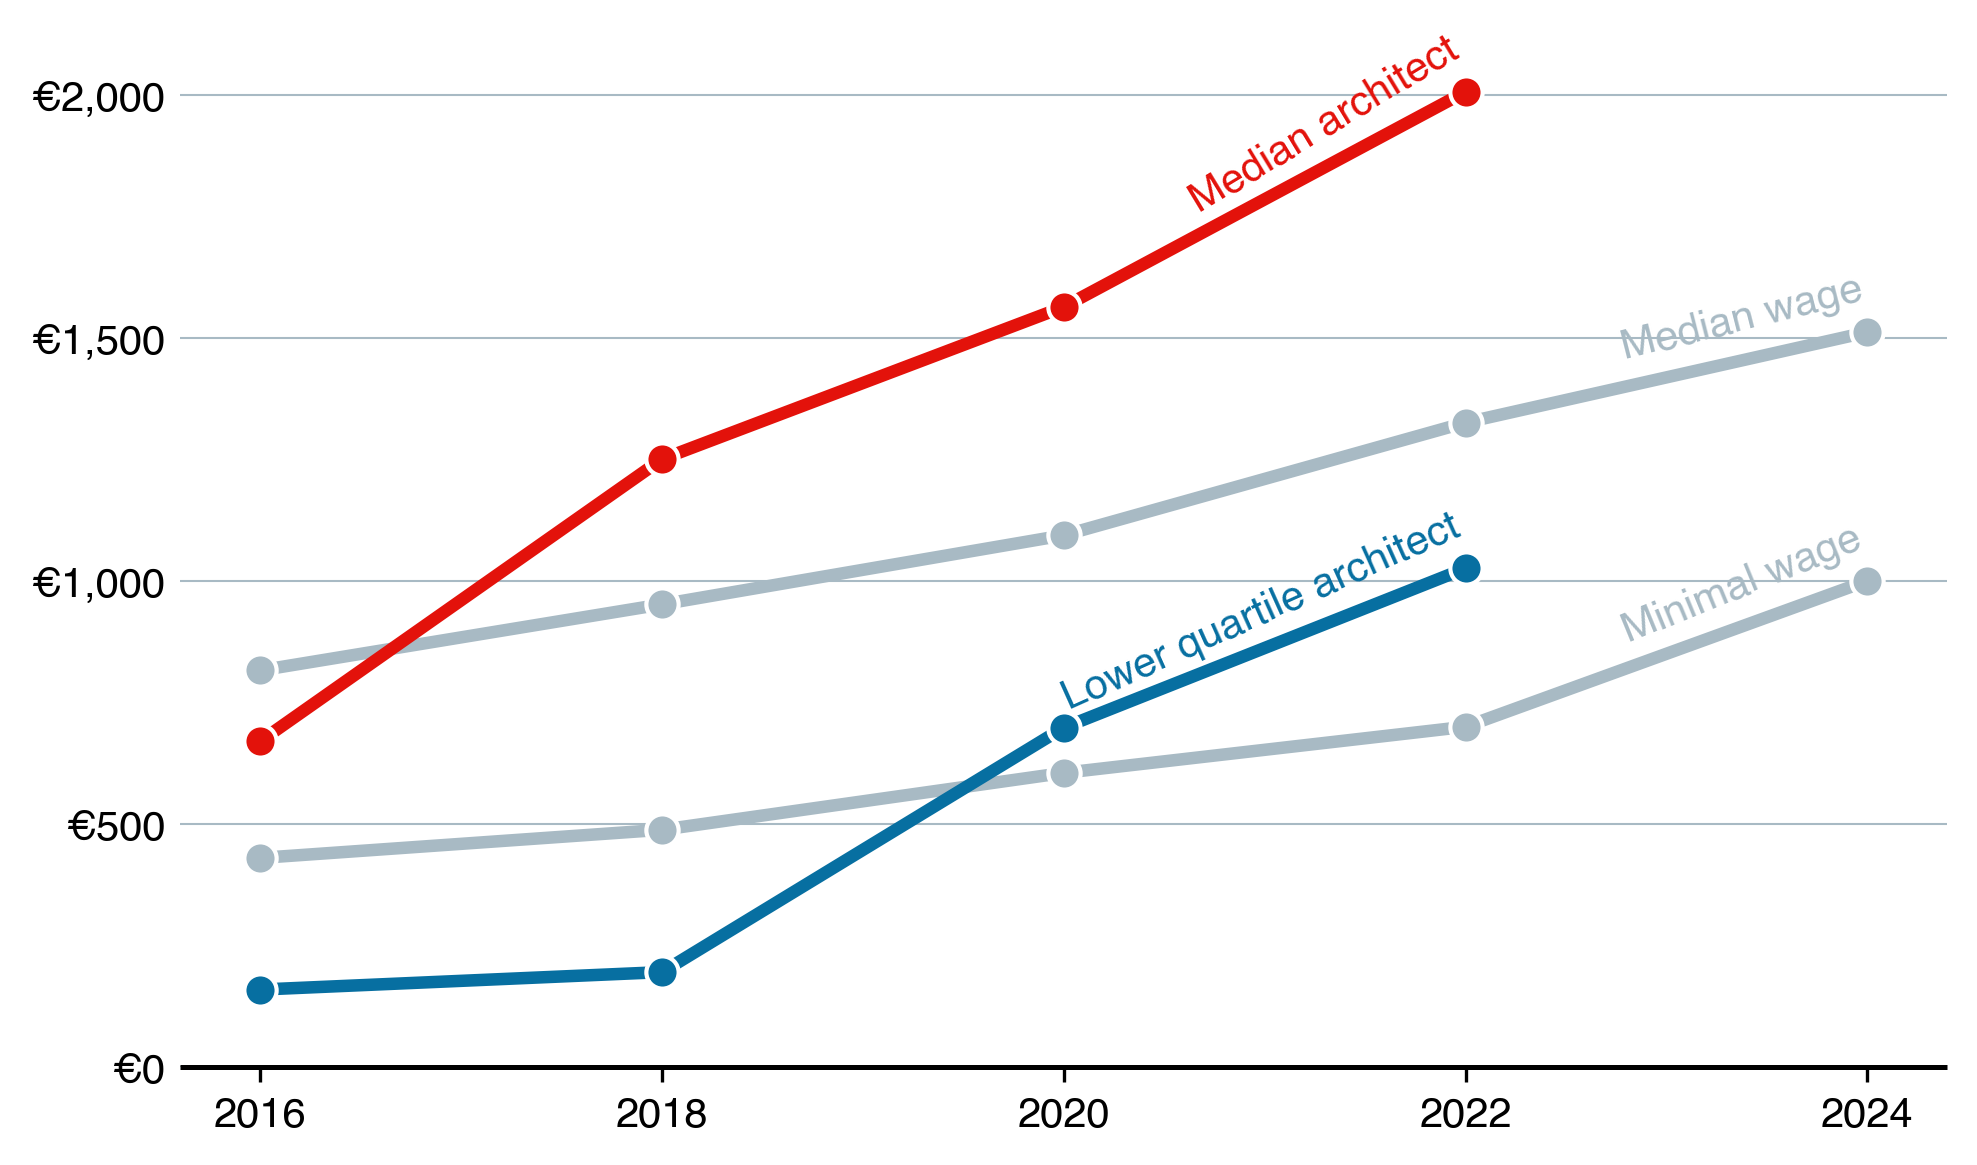 €2,000
€1,500
€1,000
€500
€0
Median architect
Median wage
Lower quartile architect
Minimal wage
2016
2018
2020
2022
2024